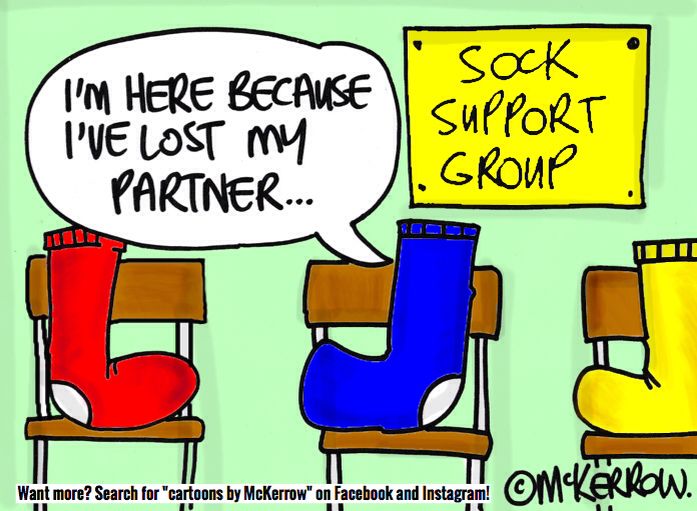 I'M HERE BECAUSE
I'VE LOST MY
PARTNER...
SOCK
SUPPORT
GROUP
Want more? Search for "cartoons by McKerrow" on Facebook and Instagram!
©McKERROW.